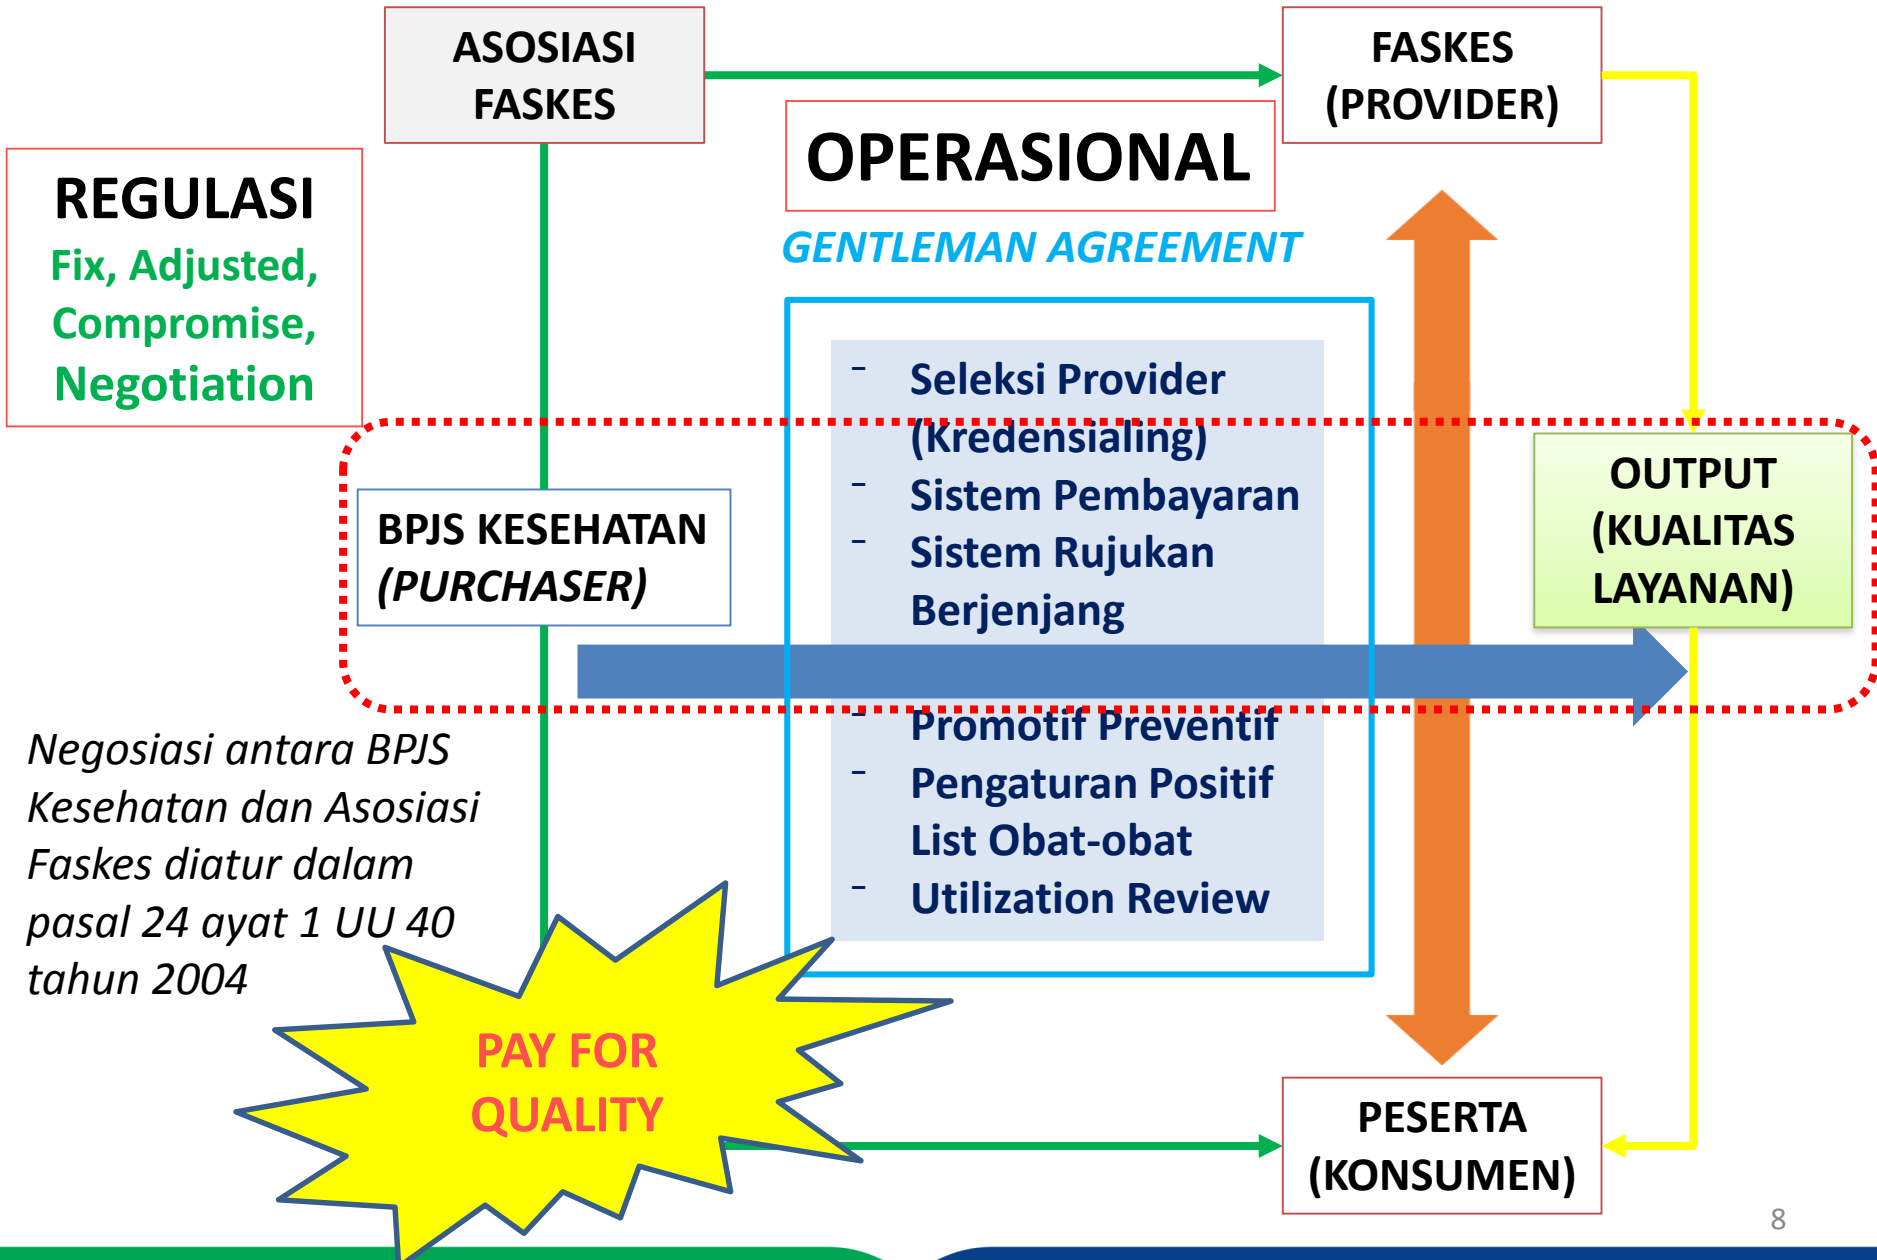 ASOSIASI
FASKES
FASKES
(PROVIDER)
REGULASI
Fix, Adjusted,
Compromise,
Negotiation
OPERASIONAL
GENTLEMAN AGREEMENT
- Seleksi Provider
(Kredensialing)
- Sistem Pembayaran
- Sistem Rujukan
Berjenjang
- Promotif Preventif
- Pengaturan Positif
List Obat-obat
- Utilization Review
BPJS KESEHATAN
(PURCHASER)
OUTPUT
(KUALITAS
LAYANAN)
Negosiasi antara BPJS
Kesehatan dan Asosiasi
Faskes diatur dalam
pasal 24 ayat 1 UU 40
tahun 2004
PAY FOR
QUALITY
PESERTA
(KONSUMEN)
8